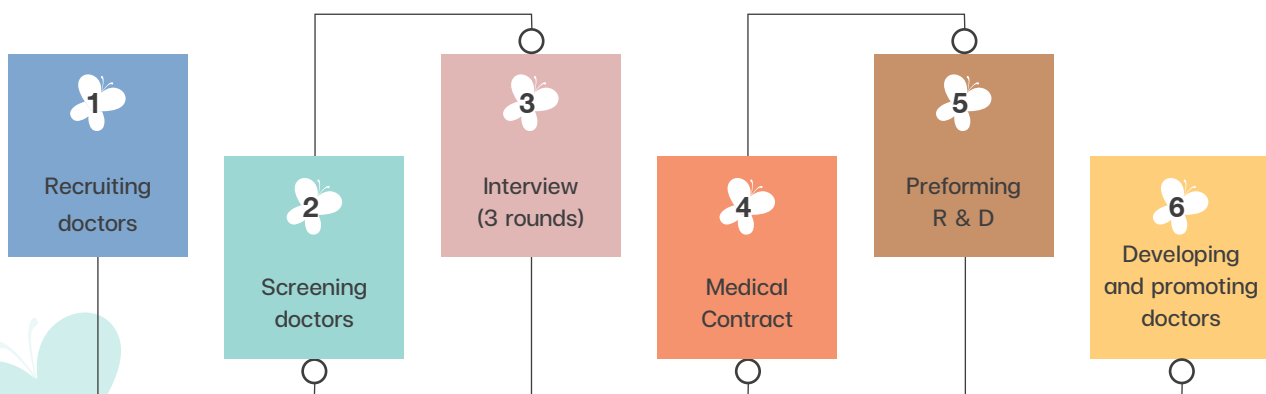 1
Recruiting
doctors
2
Screening
doctors
3
Interview
(3 rounds)
4
Medical
Contract
5
Preforming
R & D
6
Developing
and promoting
doctors